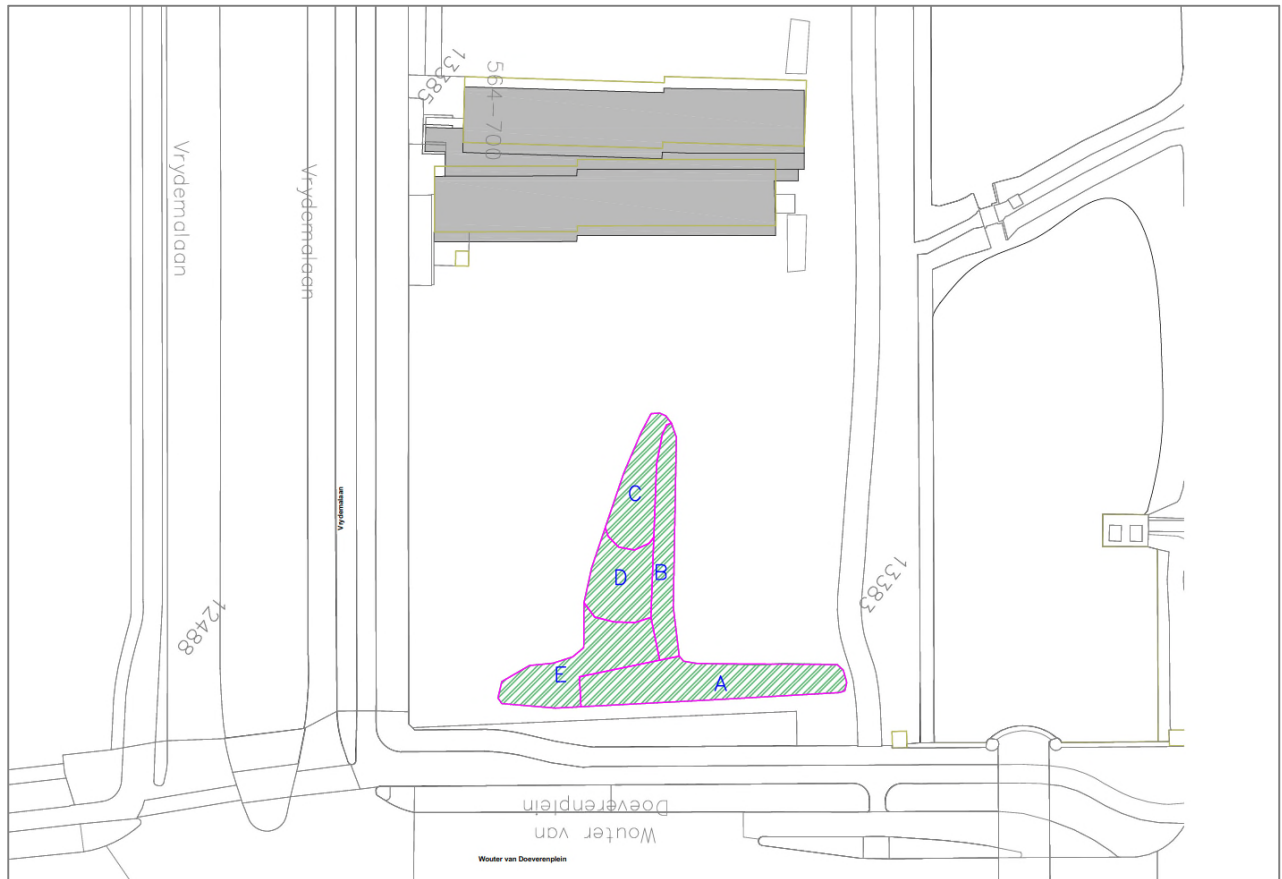 13385
564-700
Vrydemalaan
Vrydemalaan
Vrydemalaan
C
D
B
E
A
12488
13383
Wouter van
Doeverenplein
Wouter van Doeverenplein